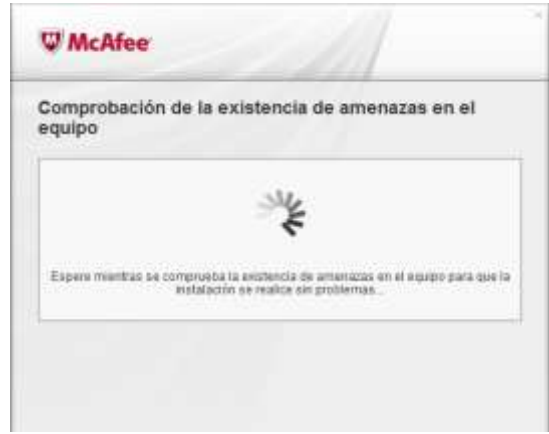 McAfee
Comprobación de la existencia de amenazas en el
equipo
Espere mientras se comprueba la existencia de amenazas en el equipo para que la
instalación se realice sin problemas...